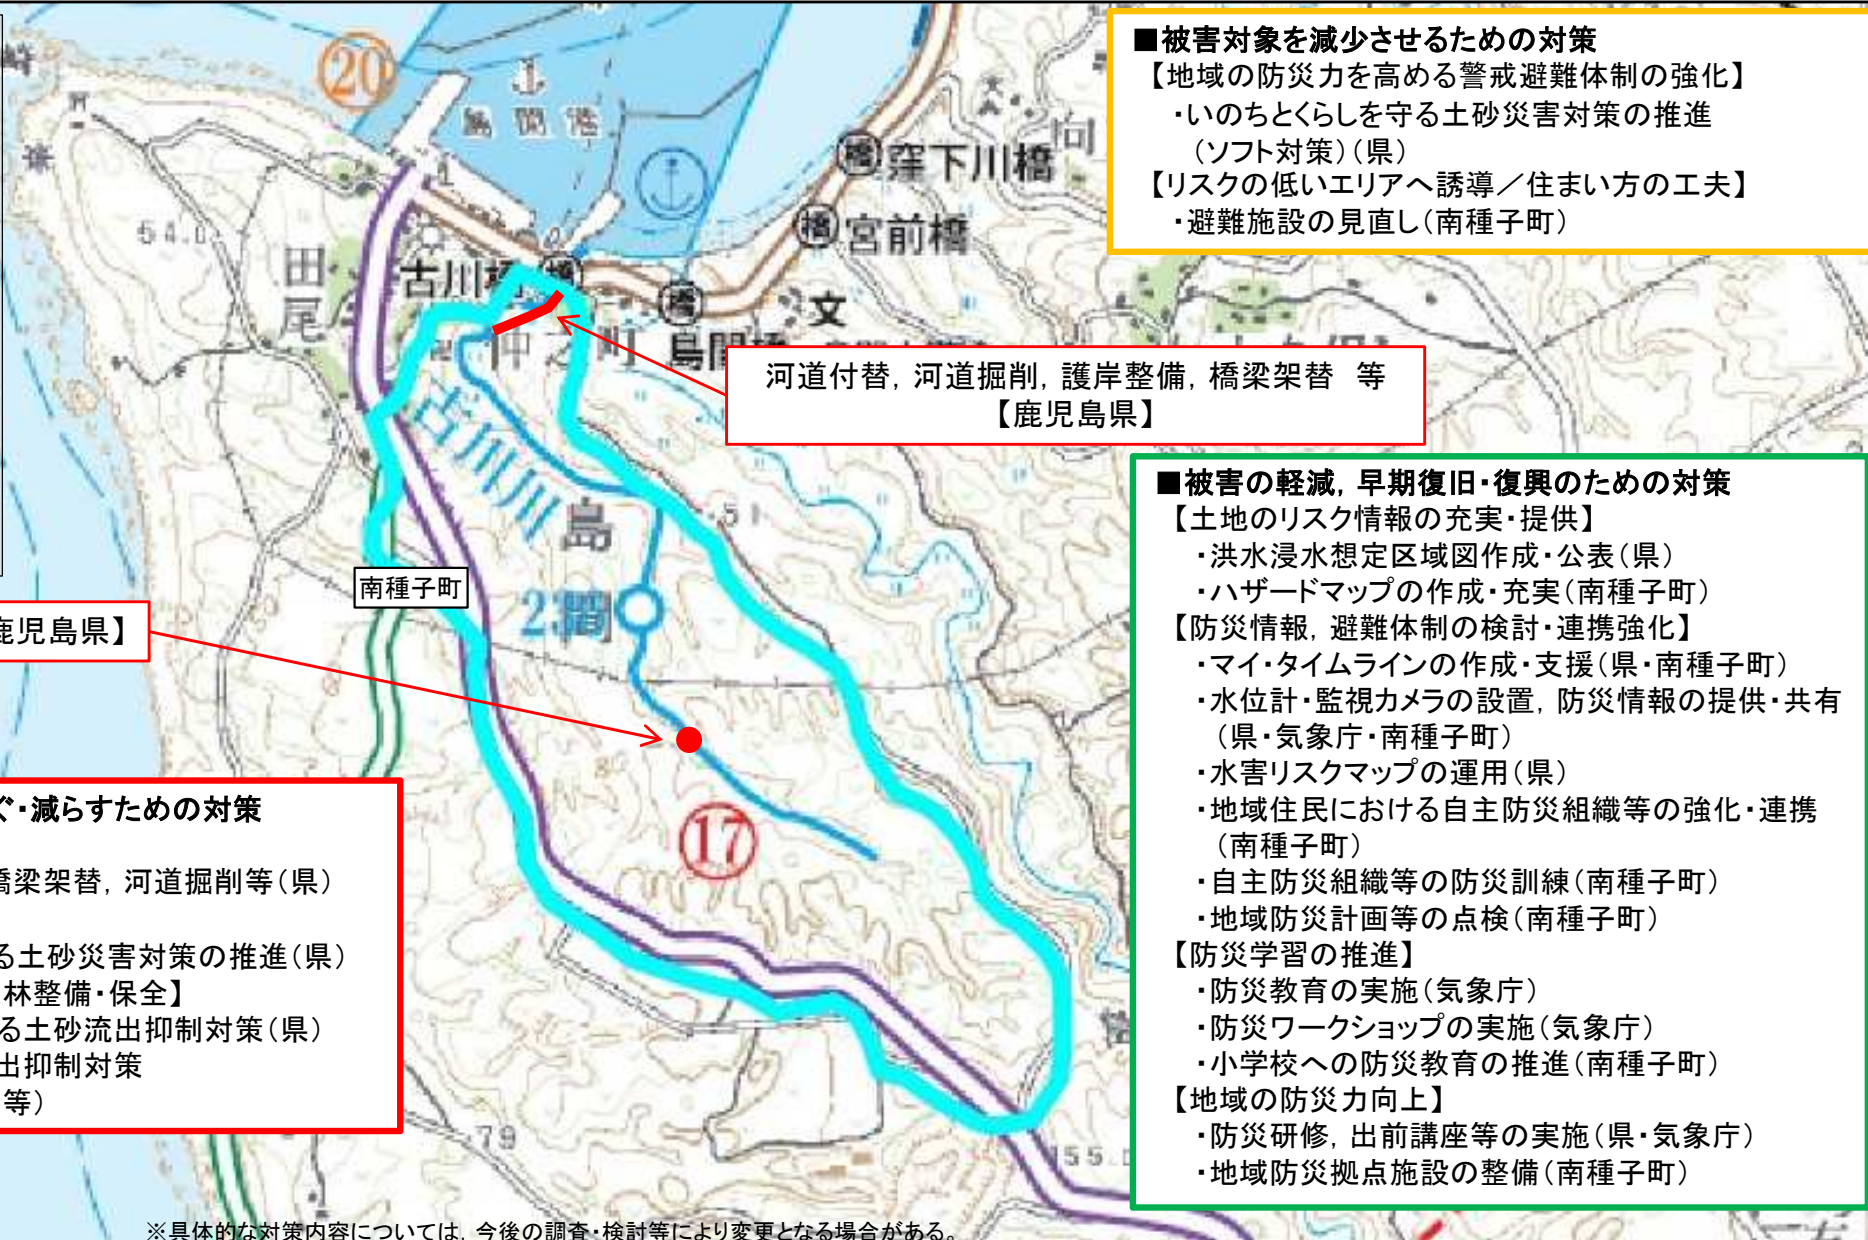 ■被害対象を減少させるための対策
【地域の防災力を高める警戒避難体制の強化】
・いのちとくらしを守る土砂災害対策の推進
（ソフト対策）（県）
【リスクの低いエリアへ誘導／住まい方の工夫】
・避難施設の見直し（南種子町）
⑳
島間港
向
橋 窪下川橋
橋 宮前橋
54.
田尾
古川橋
橋
文
仲之町
島間橋
河道付替，河道掘削，護岸整備，橋梁架替　等
【鹿児島県】
古川川
51
島間
23
南種子町
鹿児島県】
⑰
■被害の軽減，早期復旧・復興のための対策
【土地のリスク情報の充実・提供】
・洪水浸水想定区域図作成・公表（県）
・ハザードマップの作成・充実（南種子町）
【防災情報，避難体制の検討・連携強化】
・マイ・タイムラインの作成・支援（県・南種子町）
・水位計・監視カメラの設置，防災情報の提供・共有
（県・気象庁・南種子町）
・水害リスクマップの運用（県）
・地域住民における自主防災組織等の強化・連携
（南種子町）
・自主防災組織等の防災訓練（南種子町）
・地域防災計画等の点検（南種子町）
【防災学習の推進】
・防災教育の実施（気象庁）
・防災ワークショップの実施（気象庁）
・小学校への防災教育の推進（南種子町）
【地域の防災力向上】
・防災研修，出前講座等の実施（県・気象庁）
・地域防災拠点施設の整備（南種子町）
ぐ・減らすための対策
橋梁架替，河道掘削等（県）
る土砂災害対策の推進（県）
林整備・保全】
る土砂流出抑制対策（県）
出抑制対策
等）
79
155.
※具体的な対策内容については，今後の調査・検討等により変更となる場合がある。